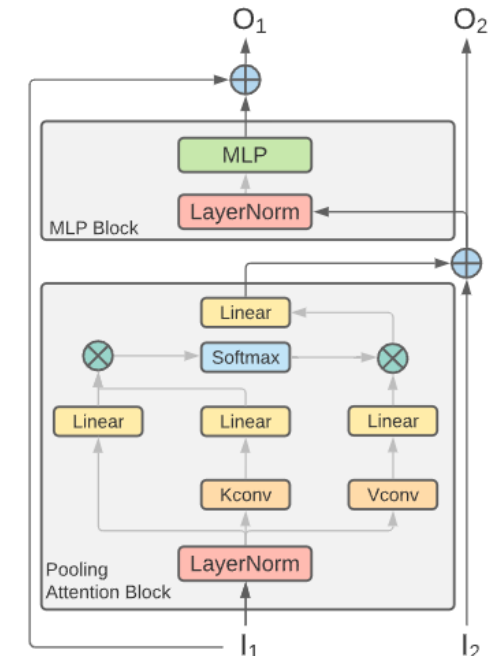 O1 O2
MLP
LayerNorm
MLP Block
Linear
Softmax
Linear Linear Linear
Kconv Vconv
LayerNorm
Pooling
Attention Block
I1 I2